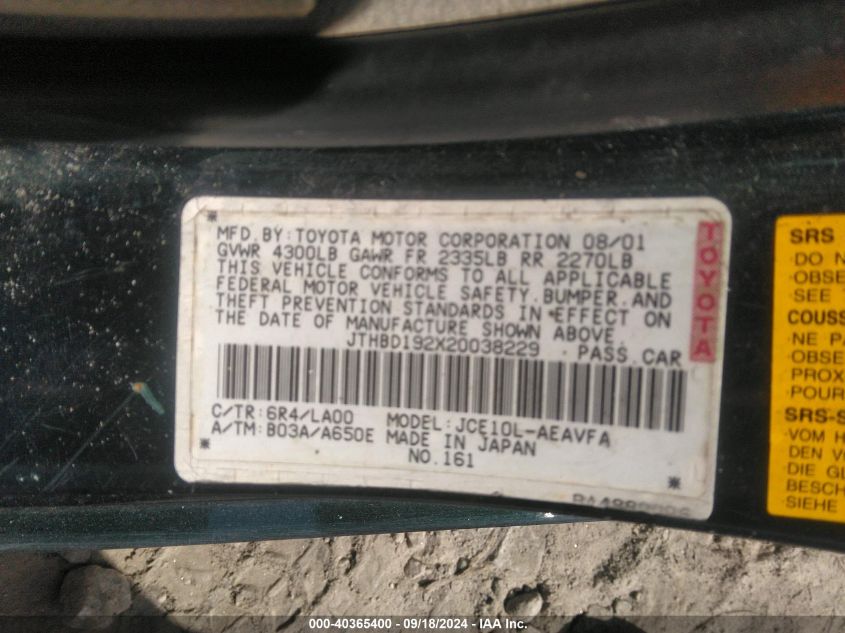 MFD. BY: TOYOTA MOTOR CORPORATION 08/01
GVWR 4300LB GAWR FR 2335LB RR 2270LB
THIS VEHICLE CONFORMS TO ALL APPLICABLE
FEDERAL MOTOR VEHICLE SAFETY, BUMPER, AND
THEFT PREVENTION STANDARDS IN EFFECT ON
THE DATE OF MANUFACTURE SHOWN ABOVE.
JTHBD192X20038229 PASS. CAR
TOYOTA
C/TR: 6R4/LA00 MODEL: JCE10L-AEAVFA
A/TM: B03A/A650E MADE IN JAPAN
NO. 161
SRS
·DO
·OBSE
·SEE
COUSS
·NE PA
·OBSE
PROX
·POUR
SRS-S
·VOM H
DEN V
·DIE GL
BESCH
·SIEHE
000-40365400 - 09/18/2024 - IAA Inc.